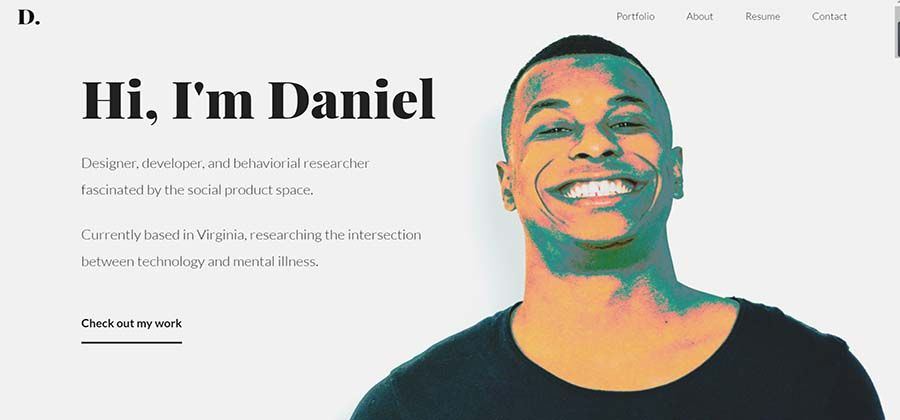 D.
Portfolio About Resume Contact
Hi, I'm Daniel
Designer, developer, and behaviorial researcher
fascinated by the social product space.
Currently based in Virginia, researching the intersection
between technology and mental illness.
Check out my work